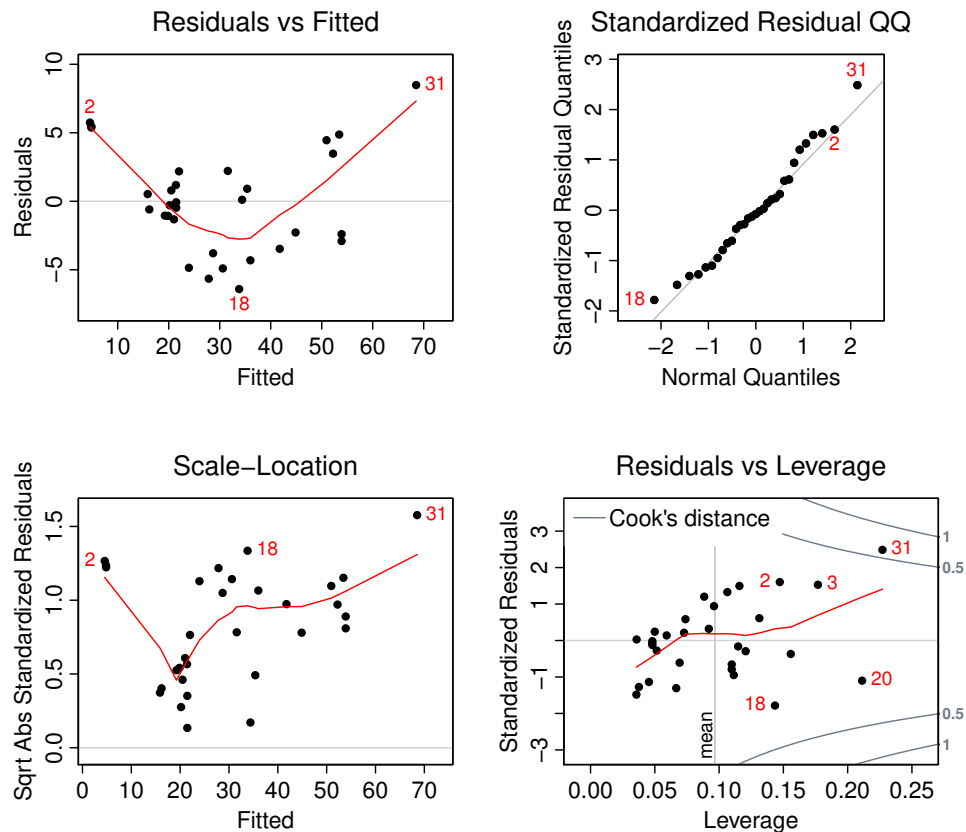 Residuals vs Fitted
Residuals
10
5
0
−5
2
31
18
10 20 30 40 50 60 70
Fitted
Standardized Residual QQ
Standardized Residual Quantiles
3
2
1
0
−1
−2
31
2
18
−2 −1 0 1 2
Normal Quantiles
Scale−Location
Sqrt Abs Standardized Residuals
1.5
1.0
0.5
0.0
31
18
2
0 10 20 30 40 50 60 70
Fitted
Residuals vs Leverage
Standardized Residuals
3
1
−1
−3
Cook's distance
1
31
0.5
2
3
20
18
0.5
mean
1
0.00 0.05 0.10 0.15 0.20 0.25
Leverage